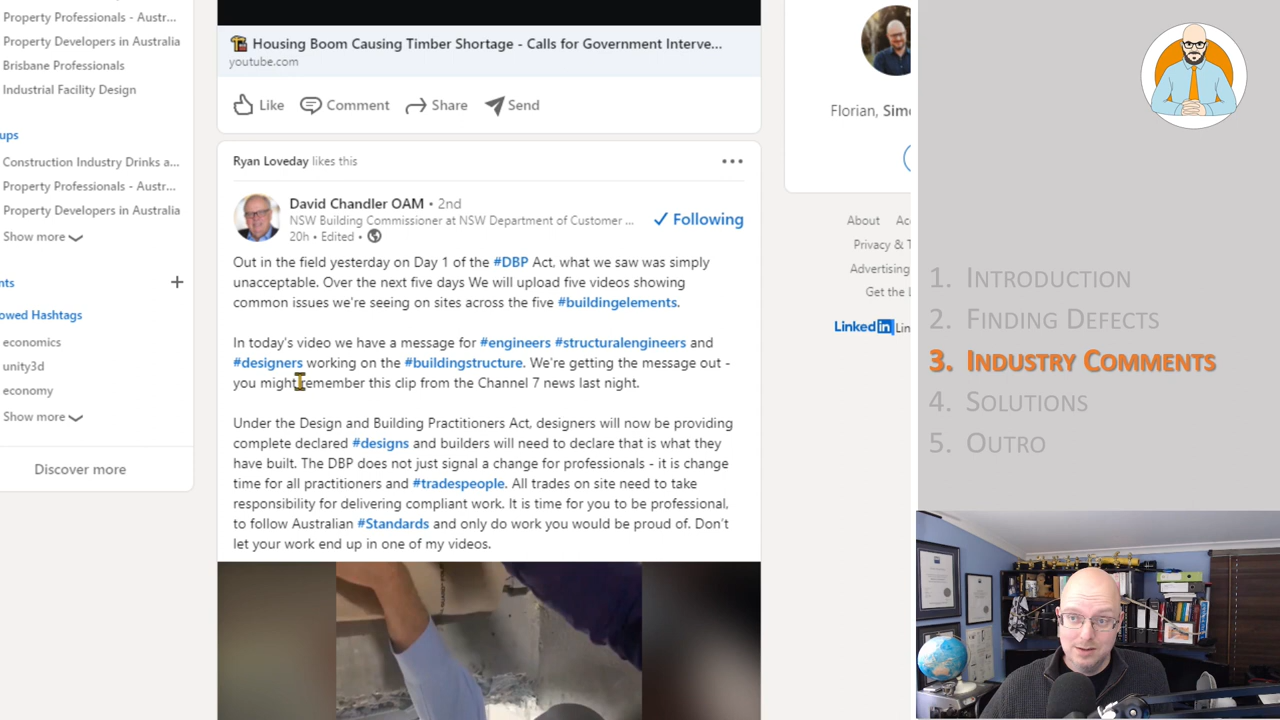 Property Professionals - Austr...
Property Developers in Australia
Brisbane Professionals
Industrial Facility Design
ups
Construction Industry Drinks a...
Property Professionals - Austr...
Property Developers in Australia
Show more
nts
owed Hashtags
economics
unity3d
economy
Show more
Discover more
Housing Boom Causing Timber Shortage - Calls for Government Interve...
youtube.com
Like Comment Share Send
Ryan Loveday likes this
David Chandler OAM • 2nd
NSW Building Commissioner at NSW Department of Customer ...
20h • Edited •
Following
Out in the field yesterday on Day 1 of the #DBP Act, what we saw was simply
unacceptable. Over the next five days We will upload five videos showing
common issues we're seeing on sites across the five #buildingelements.
In today's video we have a message for #engineers #structuralengineers and
#designers working on the #buildingstructure. We're getting the message out -
you might remember this clip from the Channel 7 news last night.
Under the Design and Building Practitioners Act, designers will now be providing
complete declared #designs and builders will need to declare that is what they
have built. The DBP does not just signal a change for professionals - it is change
time for all practitioners and #tradespeople. All trades on site need to take
responsibility for delivering compliant work. It is time for you to be professional,
to follow Australian #Standards and only do work you would be proud of. Don't
let your work end up in one of my videos.
Florian, Sim
About Ac
Privacy & T
Advertising
Get the L
LinkedIn Lin
1. INTRODUCTION
2. FINDING DEFECTS
3. INDUSTRY COMMENTS
4. SOLUTIONS
5. OUTRO